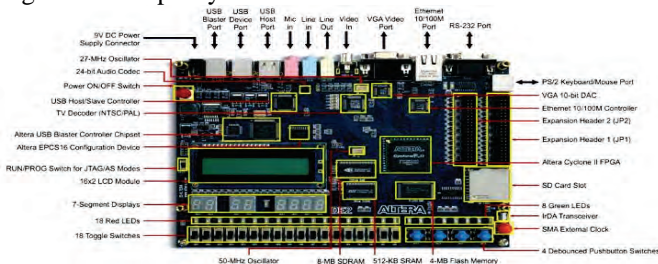 USB Blaster Port
USB Device Port
USB Host Port
Mic in
Line in
Line Out
Video In
VGA Video Port
Ethernet 10/100M Port
RS-232 Port
9V DC Power Supply Connector
27-MHz Oscillator
24-bit Audio Codec
Power ON/OFF Switch
USB Host/Slave Controller
TV Decoder (NTSC/PAL)
Altera USB Blaster Controller Chipset
Altera EPCS16 Configuration Device
RUN/PROG Switch for JTAG/AS Modes
16x2 LCD Module
7-Segment Displays
18 Red LEDs
18 Toggle Switches
PS/2 Keyboard/Mouse Port
VGA 10-bit DAC
Ethernet 10/100M Controller
Expansion Header 2 (JP2)
Expansion Header 1 (JP1)
Altera Cyclone II FPGA
SD Card Slot
8 Green LEDs
IrDA Transceiver
SMA External Clock
4 Debounced Pushbutton Switches
ALTERA
Cyclone II
DE2
ALTERA
50-MHz Oscillator
8-MB SDRAM
512-KB SRAM
4-MB Flash Memory